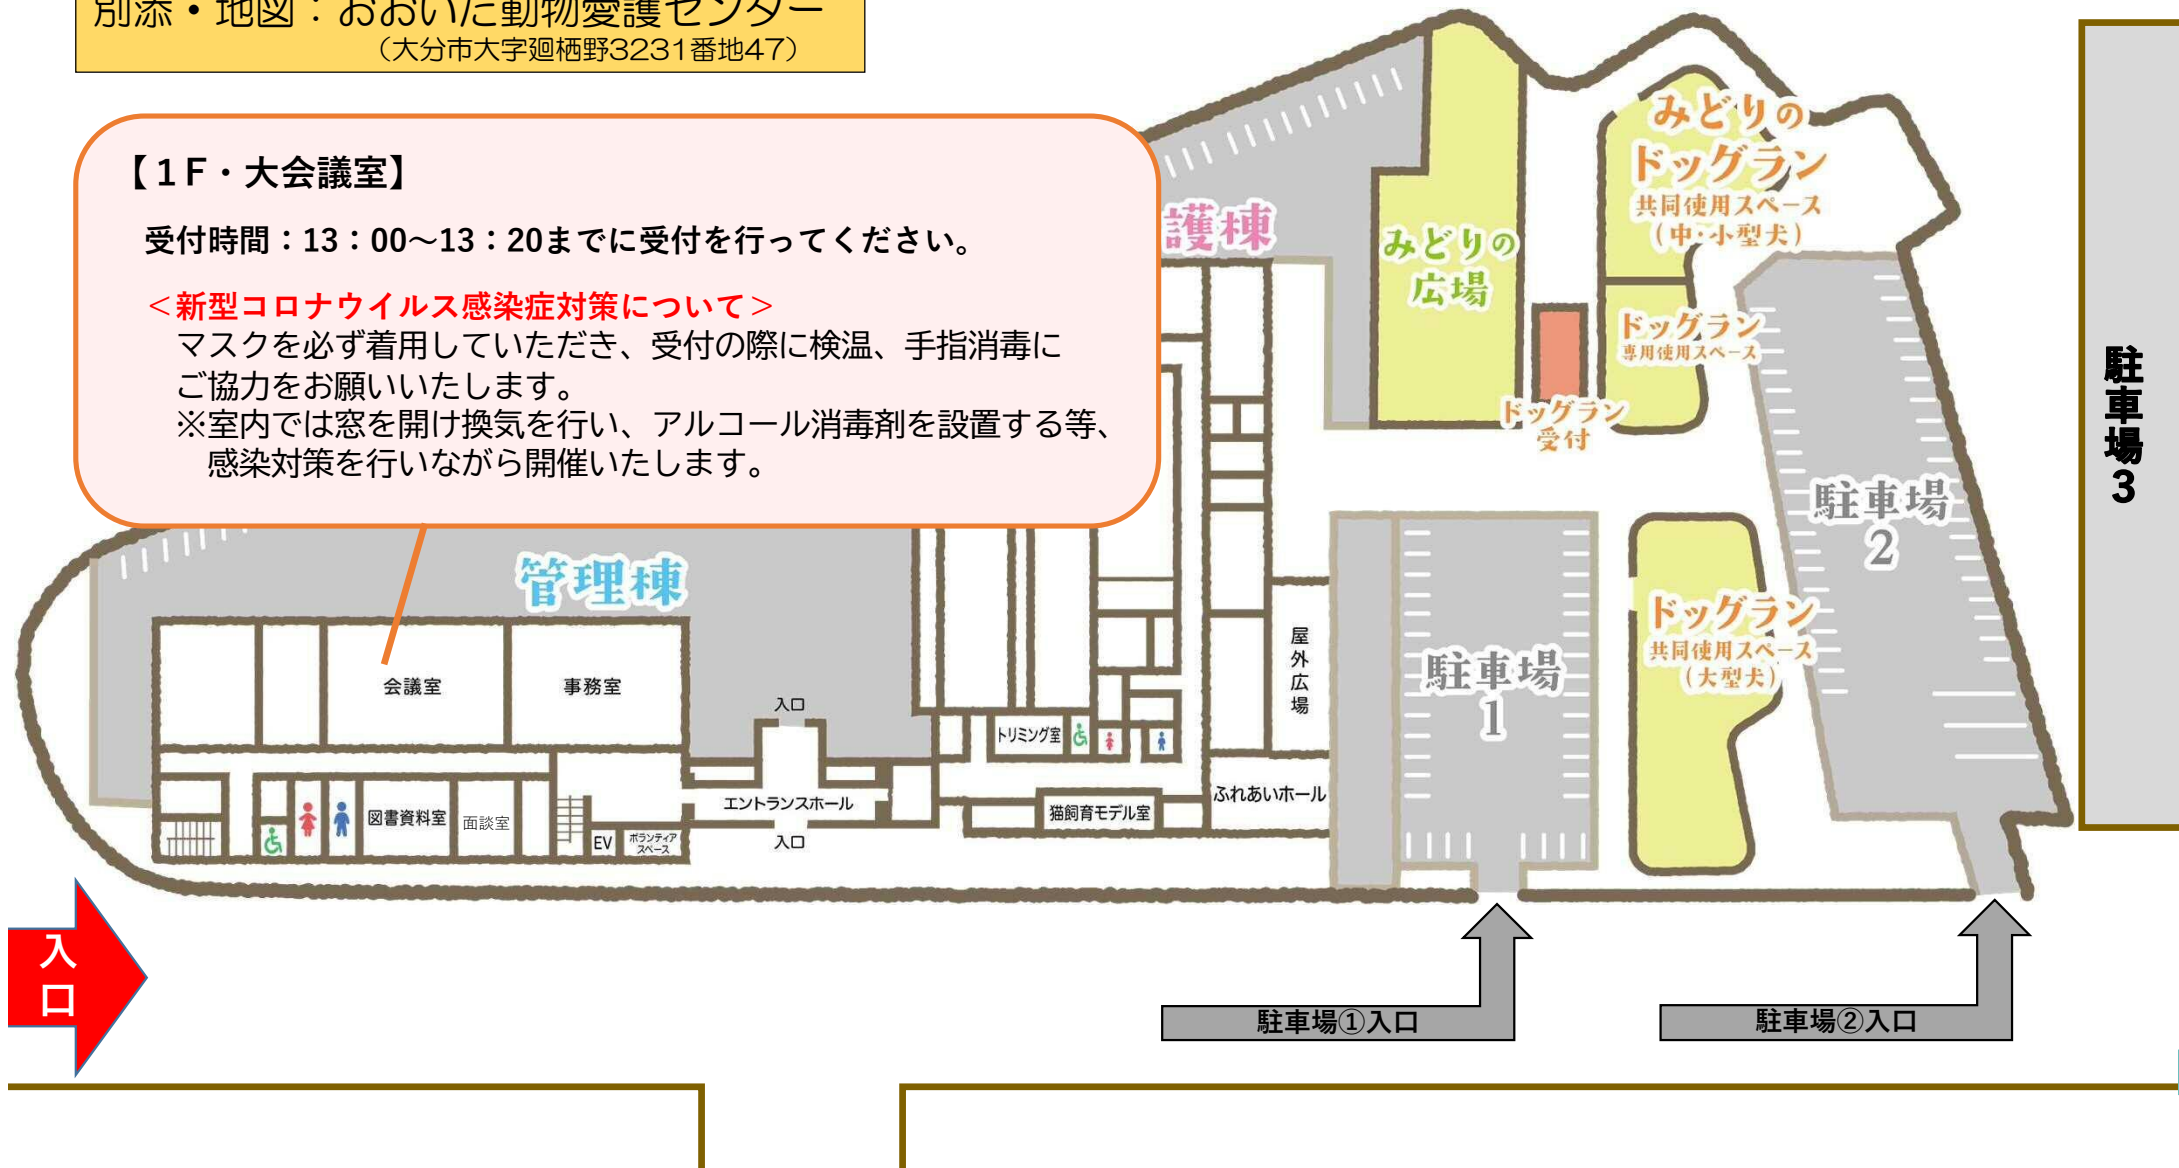 別添・地図：おおいた動物愛護センター
（大分市大字廻栖野3231番地47）
【１F・大会議室】
受付時間：13：00～13：20までに受付を行ってください。
＜新型コロナウイルス感染症対策について＞
マスクを必ず着用していただき、受付の際に検温、手指消毒に
ご協力をお願いいたします。
※室内では窓を開け換気を行い、アルコール消毒剤を設置する等、
感染対策を行いながら開催いたします。
護棟
みどりの
広場
みどりの
ドッグラン
共同使用スペース
（中・小型犬）
ドッグラン
専用使用スペース
ドッグラン
受付
駐車場3
駐車場
2
管理棟
会議室
事務室
入口
トリミング室
屋外広場
駐車場
1
ドッグラン
共同使用スペース
（大型犬）
図書資料室
面談室
EV
ボランティア
スペース
エントランスホール
入口
猫飼育モデル室
ふれあいホール
入口
駐車場①入口
駐車場②入口